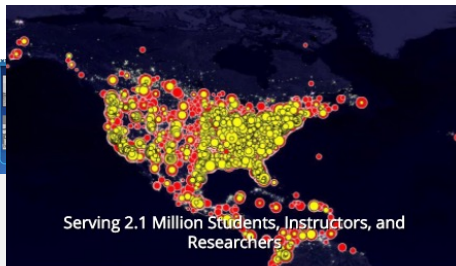 Serving 2.1 Million Students, Instructors, and
Researchers